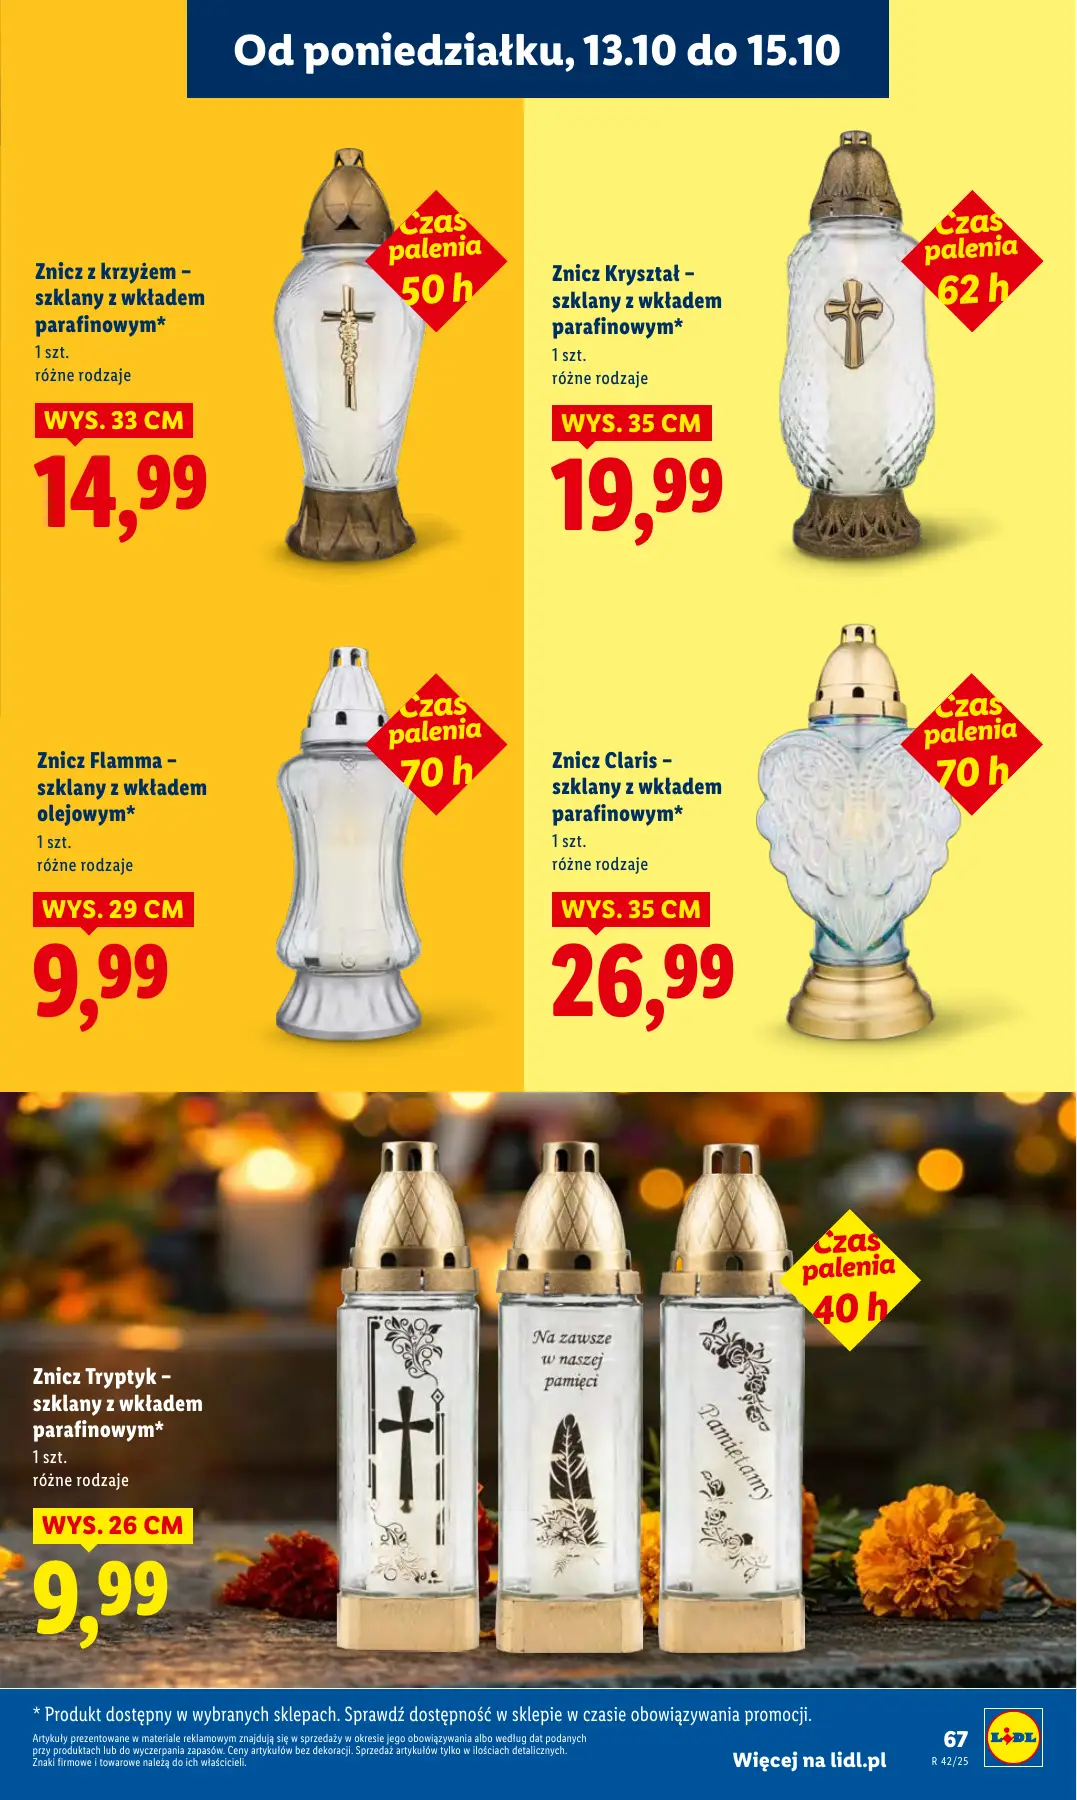 Od poniedziałku, 13.10 do 15.10
Znicz z krzyżem –
szklany z wkładem
parafinowym*
1 szt.
różne rodzaje
WYS. 33 CM
14,99
Czas
palenia
50 h
Znicz Kryształ –
szklany z wkładem
parafinowym*
1 szt.
różne rodzaje
WYS. 35 CM
19,99
Czas
palenia
62 h
Znicz Flamma –
szklany z wkładem
olejowym*
1 szt.
różne rodzaje
WYS. 29 CM
9,99
Czas
palenia
70 h
Znicz Claris –
szklany z wkładem
parafinowym*
1 szt.
różne rodzaje
WYS. 35 CM
26,99
Czas
palenia
70 h
Znicz Tryptyk –
szklany z wkładem
parafinowym*
1 szt.
różne rodzaje
WYS. 26 CM
9,99
Na zawsze
w naszej
pamięci
Pamiętamy
Czas
palenia
40 h
* Produkt dostępny w wybranych sklepach. Sprawdź dostępność w sklepie w czasie obowiązywania promocji.
Artykuły prezentowane w materiale reklamowym znajdują się w sprzedaży w okresie jego obowiązywania albo według dat podanych
przy produktach lub do wyczerpania zapasów. Ceny artykułów bez dekoracji. Sprzedaż artykułów tylko w ilościach detalicznych.
Znaki firmowe i towarowe należą do ich właścicieli.
Więcej na lidl.pl
67
R 42/25
LIDL